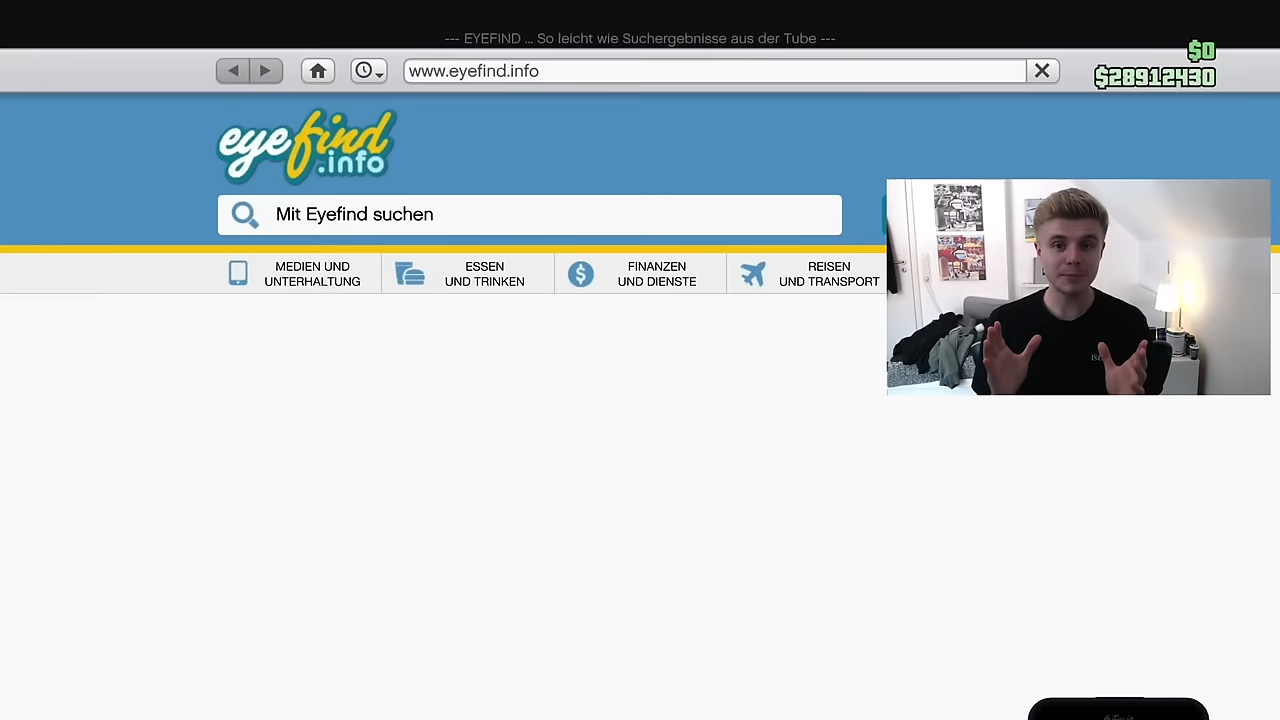 --- EYEFIND ... So leicht wie Suchergebnisse aus der Tube ---
$0
www.eyefind.info
$28912430
eyefind
.info
Mit Eyefind suchen
MEDIEN UND
UNTERHALTUNG
ESSEN
UND TRINKEN
FINANZEN
UND DIENSTE
REISEN
UND TRANSPORT